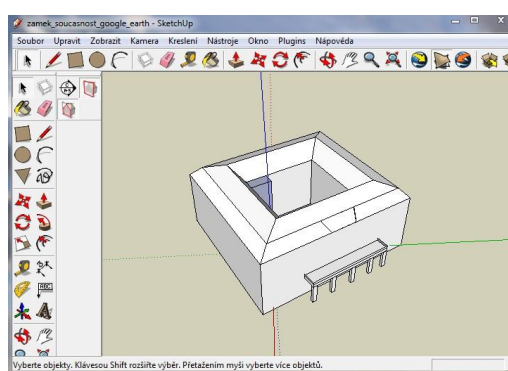 zamek_soucasnost_google_earth - SketchUp
Soubor Upravit Zobrazit Kamera Kreslení Nástroje Okno Plugins Nápověda
ABC
Vyberte objekty. Klávesou Shift rozšíříte výběr. Přetažením myši vyberte více objektů.